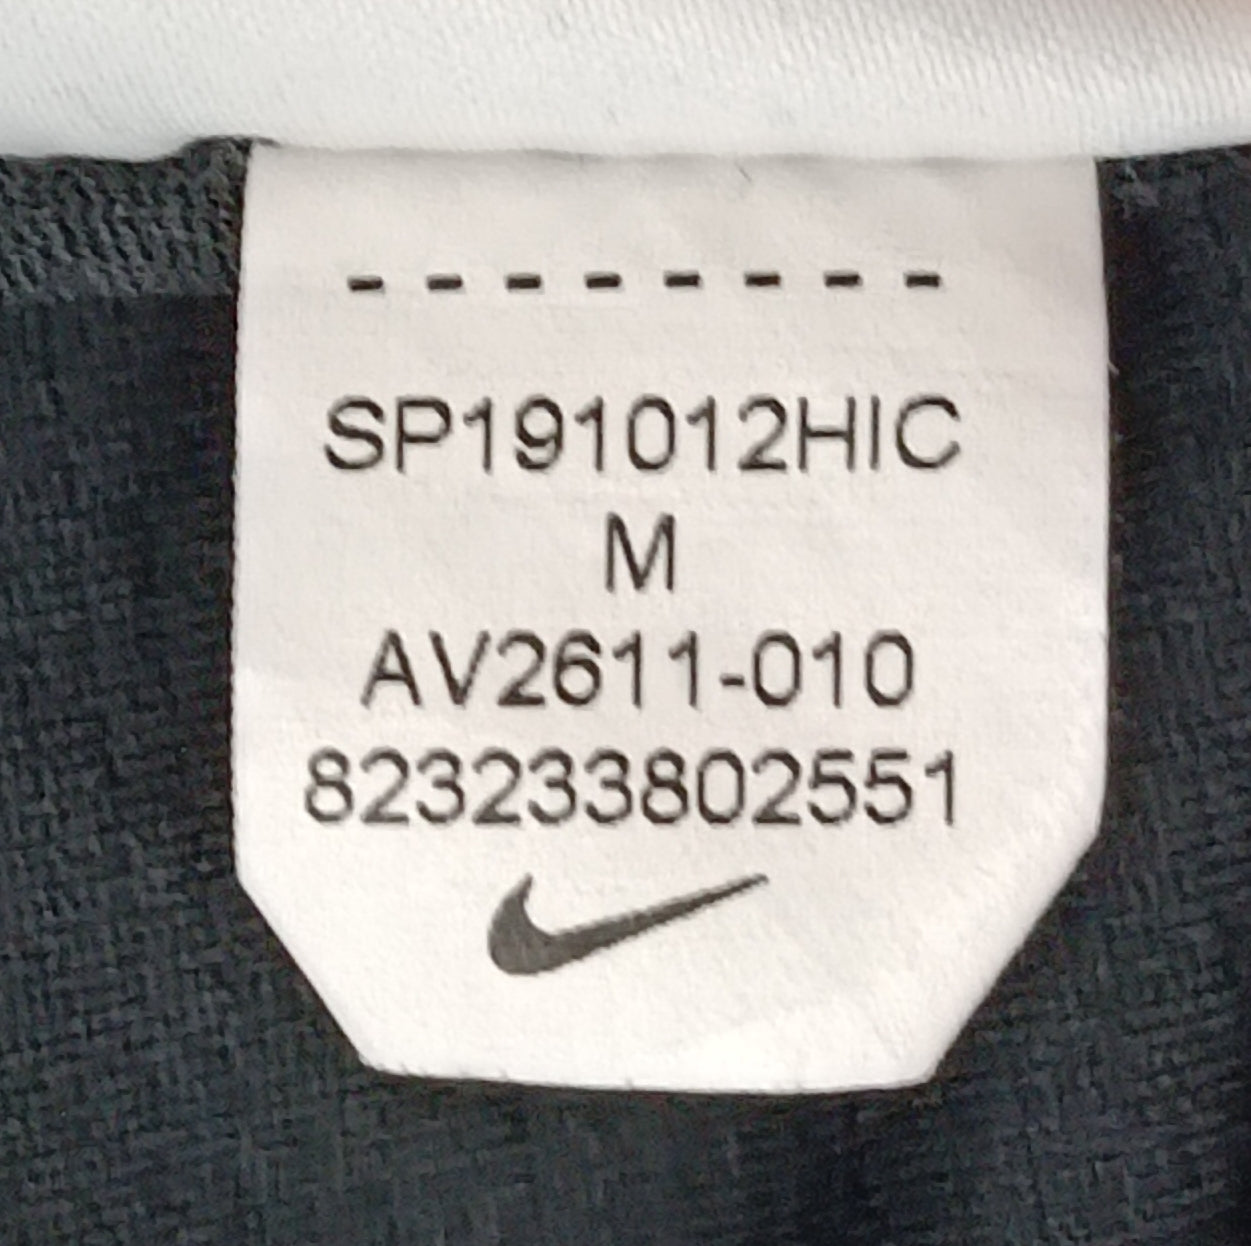 --------
SP191012HIC
M
AV2611-010
823233802551